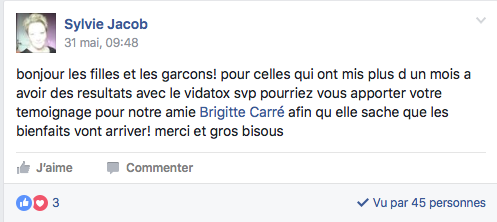 Sylvie Jacob
31 mai, 09:48
bonjour les filles et les garcons! pour celles qui ont mis plus d un mois a
avoir des resultats avec le vidatox svp pourriez vous apporter votre
temoignage pour notre amie Brigitte Carré afin qu elle sache que les
bienfaits vont arriver! merci et gros bisous
J'aime Commenter
3 Vu par 45 personnes